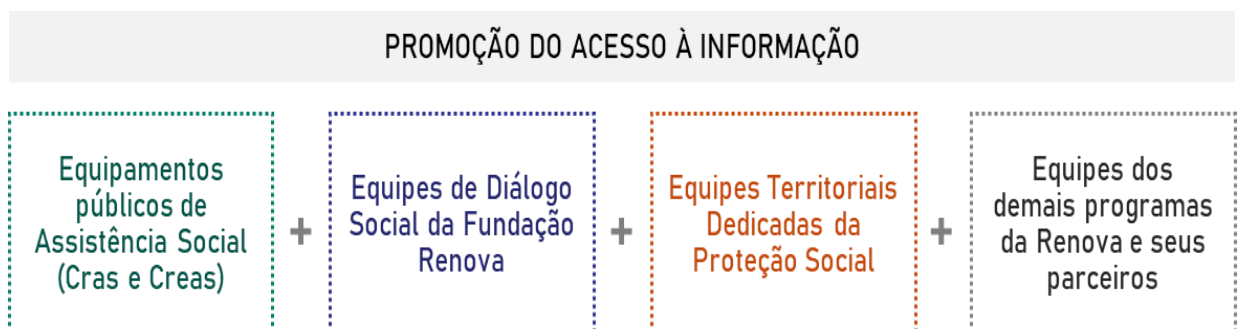 PROMOÇÃO DO ACESSO À INFORMAÇÃO
Equipamentos
públicos de
Assistência Social
(Cras e Creas)
+
Equipes de Diálogo
Social da Fundação
Renova
+
Equipes Territoriais
Dedicadas da
Proteção Social
+
Equipes dos
demais programas
da Renova e seus
parceiros